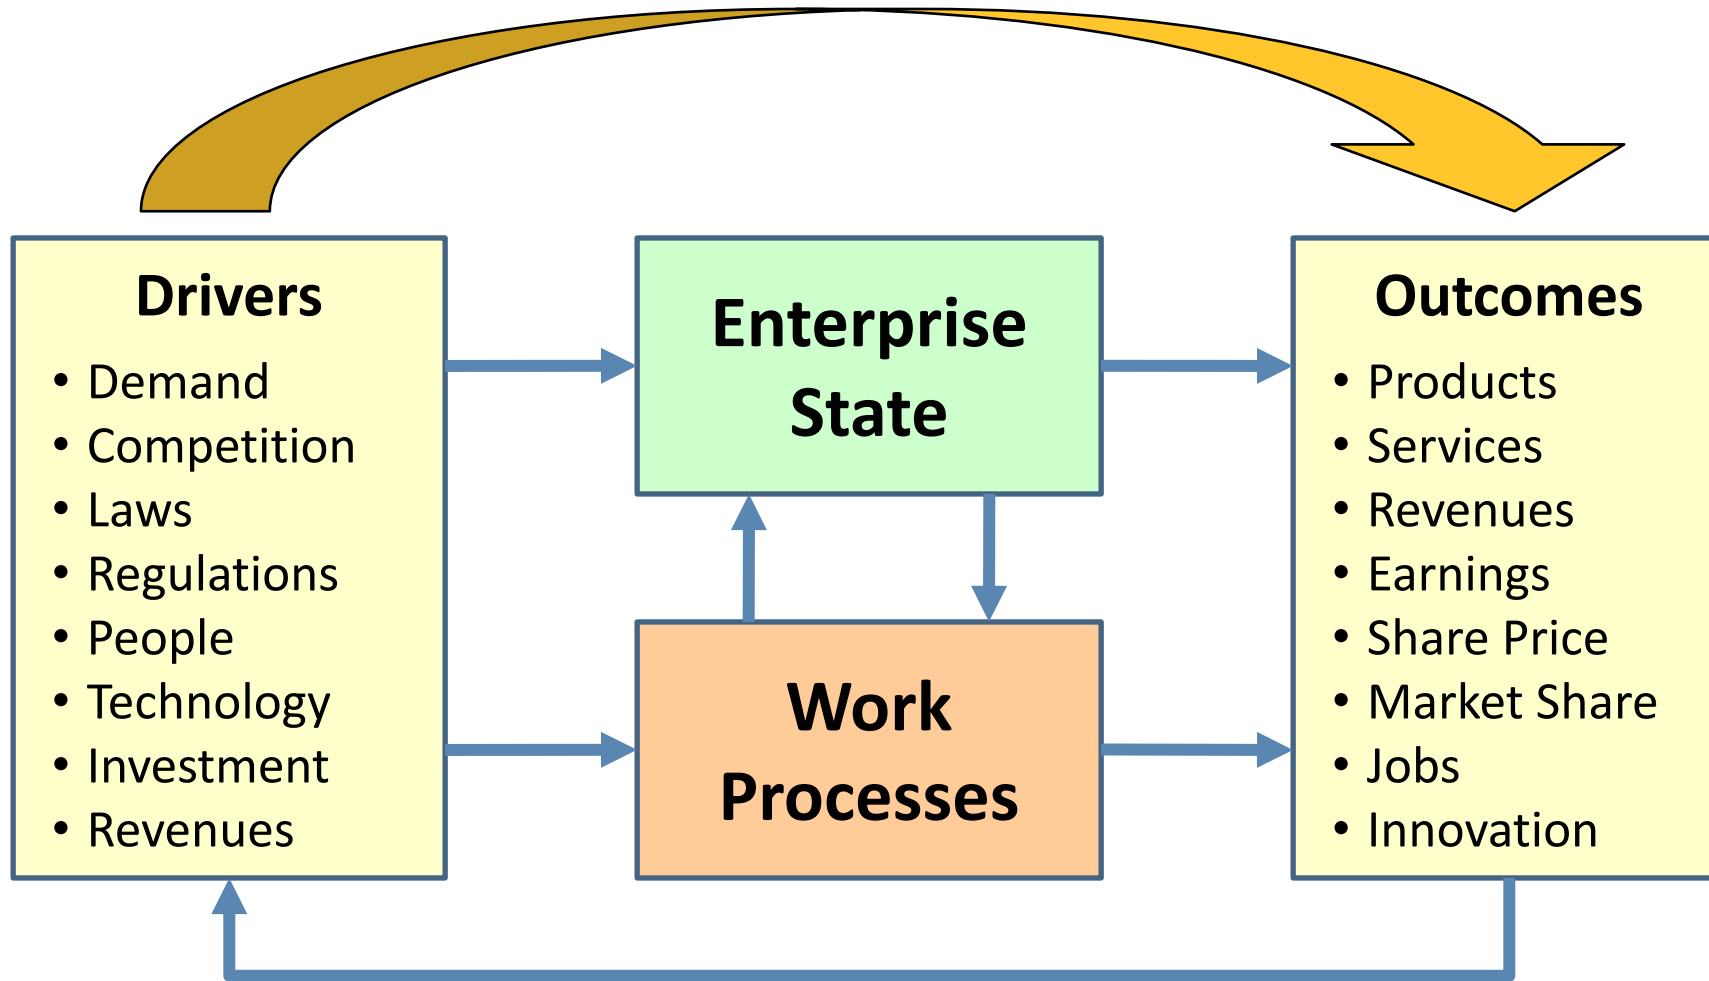 Drivers
• Demand
• Competition
• Laws
• Regulations
• People
• Technology
• Investment
• Revenues
Enterprise
State
Work
Processes
Outcomes
• Products
• Services
• Revenues
• Earnings
• Share Price
• Market Share
• Jobs
• Innovation